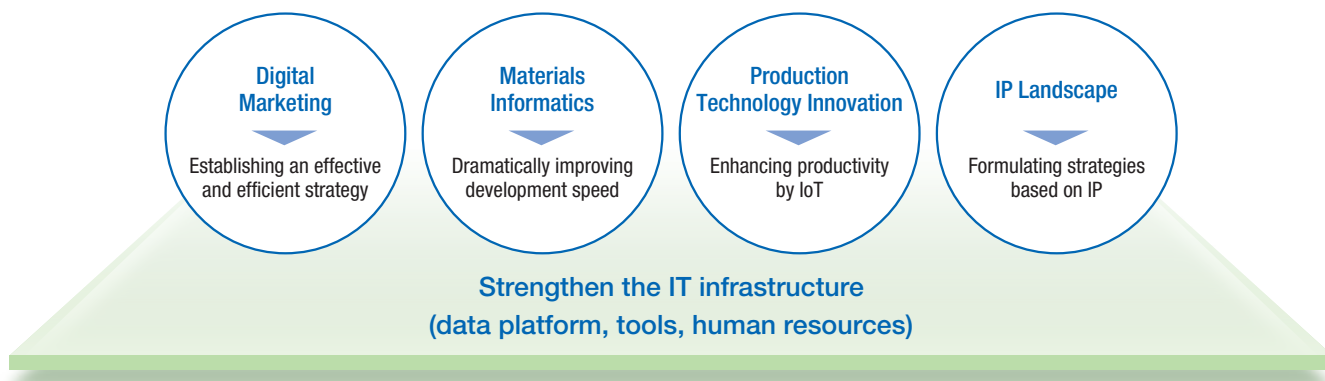 Digital
Marketing
Establishing an effective
and efficient strategy
Materials
Informatics
Dramatically improving
development speed
Production
Technology Innovation
Enhancing productivity
by IoT
IP Landscape
Formulating strategies
based on IP
Strengthen the IT infrastructure
(data platform, tools, human resources)